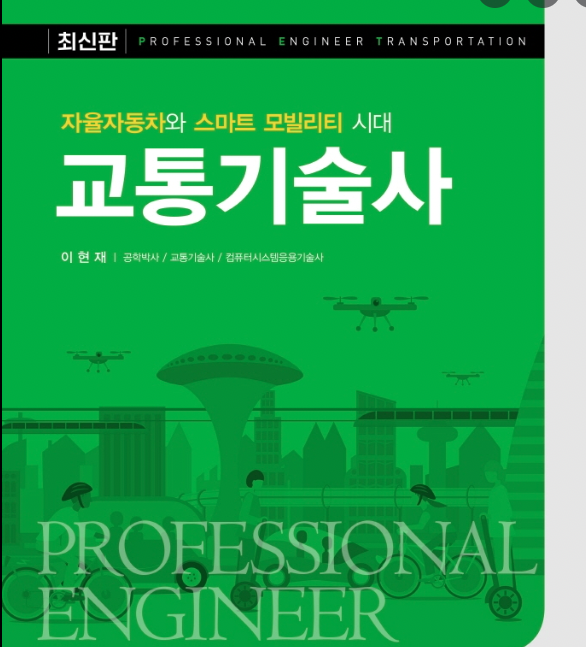 최신판 PROFESSIONAL ENGINEER TRANSPORTATION
자율자동차와 스마트 모빌리티 시대
교통기술사
이현재 | 공학박사 / 교통기술사 / 컴퓨터시스템응용기술사
PROFESSIONAL
ENGINEER